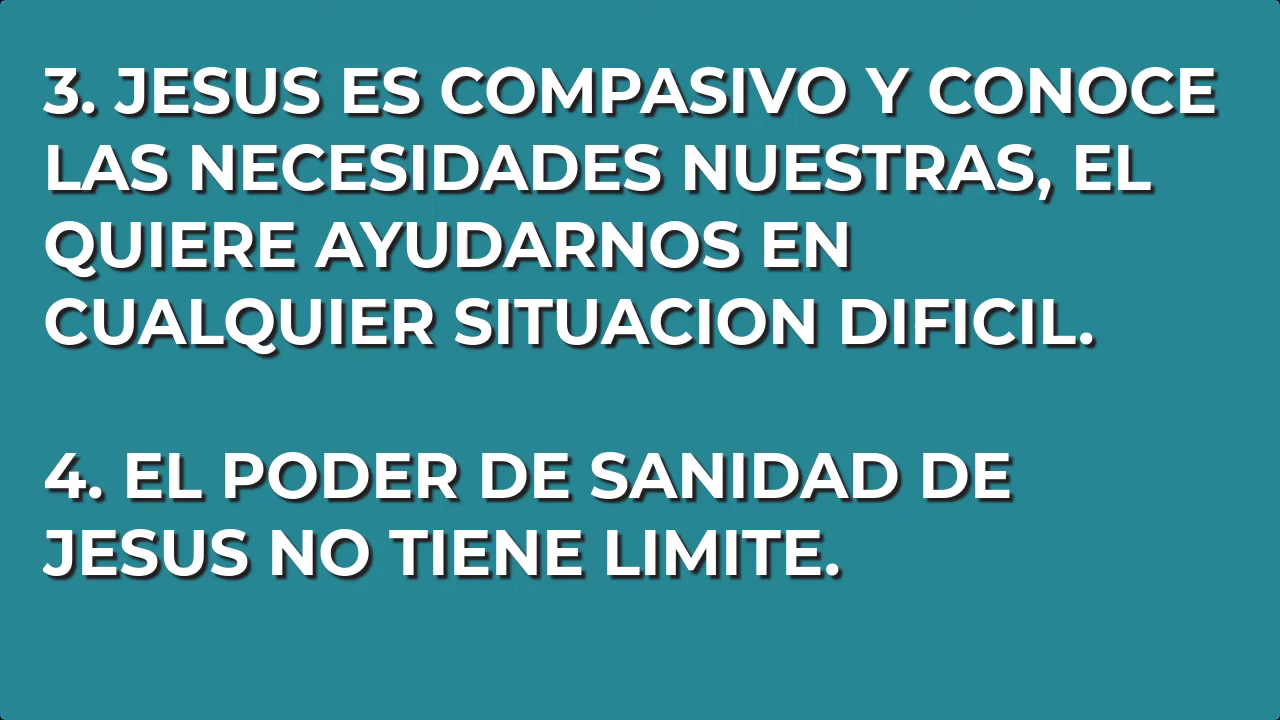 3. JESUS ES COMPASIVO Y CONOCE
LAS NECESIDADES NUESTRAS, EL
QUIERE AYUDARNOS EN
CUALQUIER SITUACION DIFICIL.
4. EL PODER DE SANIDAD DE
JESUS NO TIENE LIMITE.